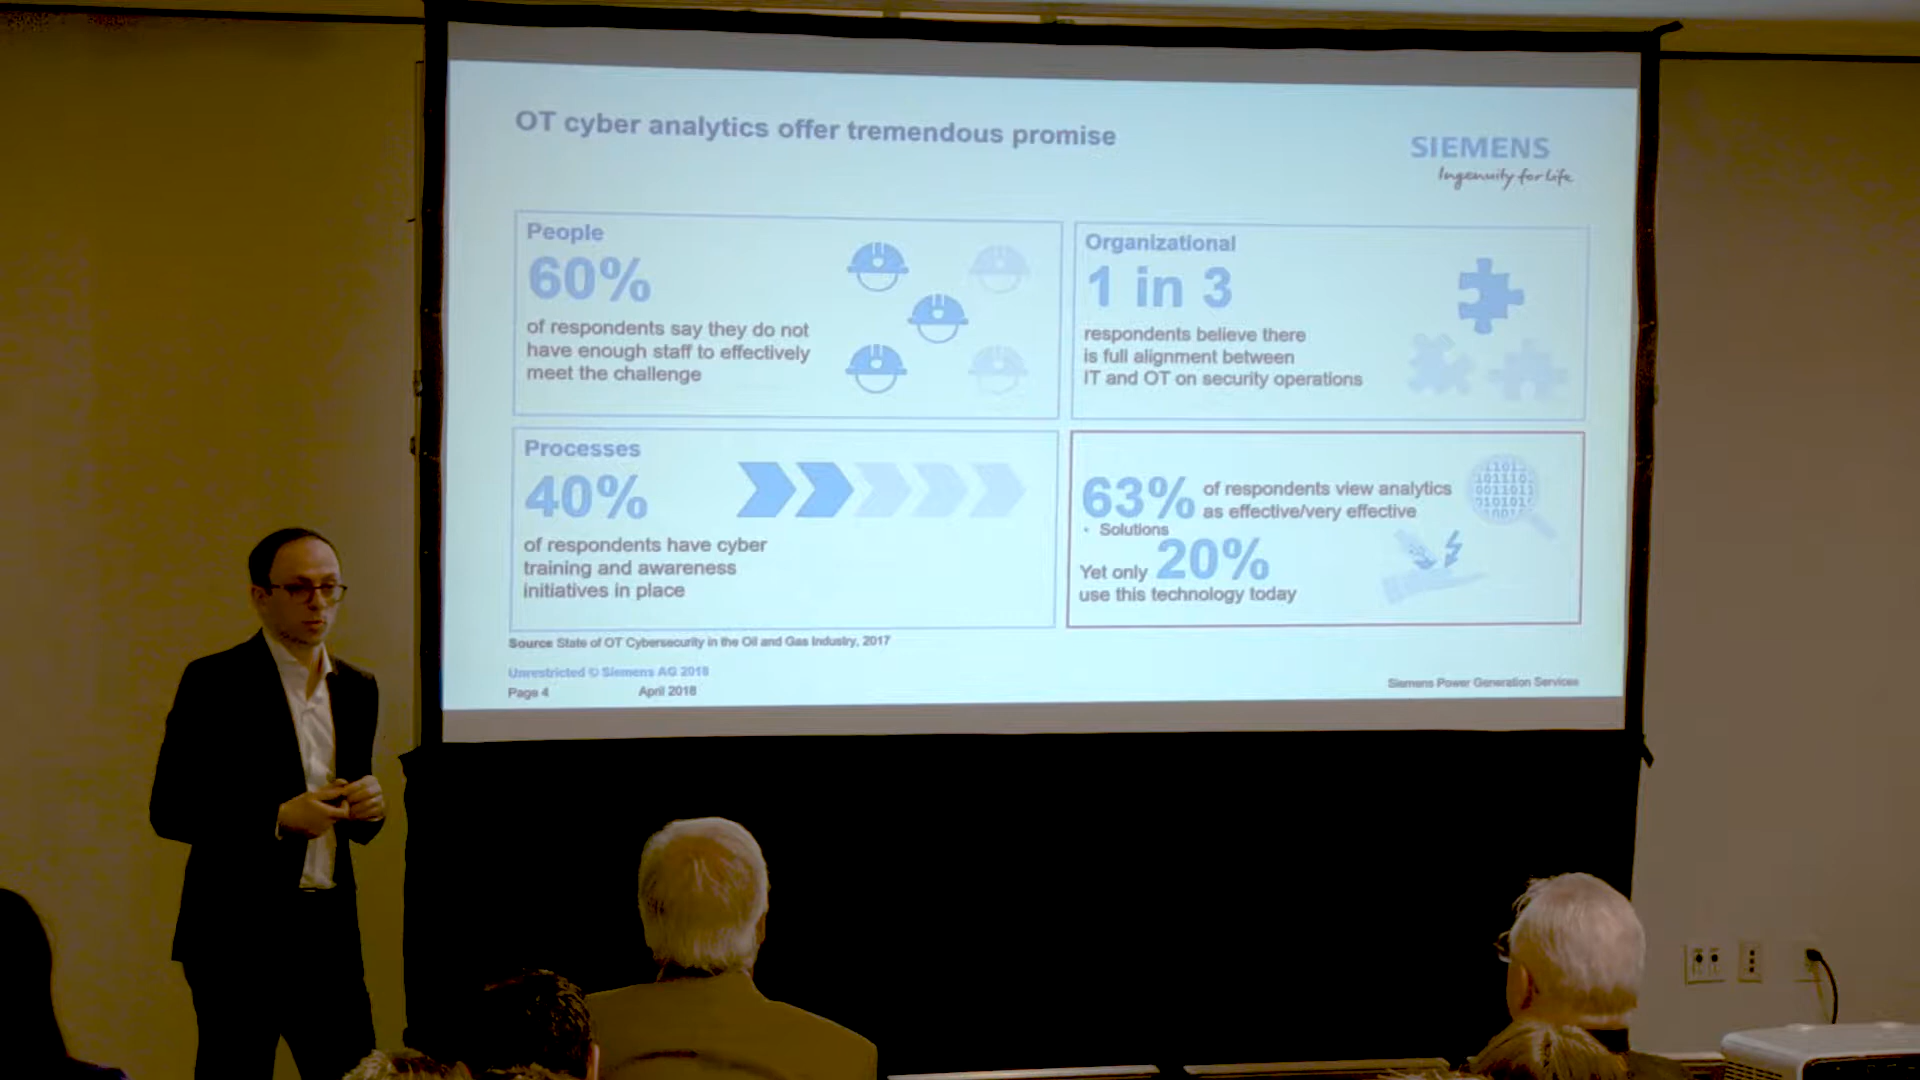 OT cyber analytics offer tremendous promise
SIEMENS
Ingenuity for life
People
60%
of respondents say they do not
have enough staff to effectively
meet the challenge
Organizational
1 in 3
respondents believe there
is full alignment between
IT and OT on security operations
Processes
40%
of respondents have cyber
training and awareness
initiatives in place
63% of respondents view analytics
as effective/very effective
• Solutions
Yet only 20%
use this technology today
Source State of OT Cybersecurity in the Oil and Gas Industry, 2017
Unrestricted © Siemens AG 2018
Page 4 April 2018
Siemens Power Generation Services